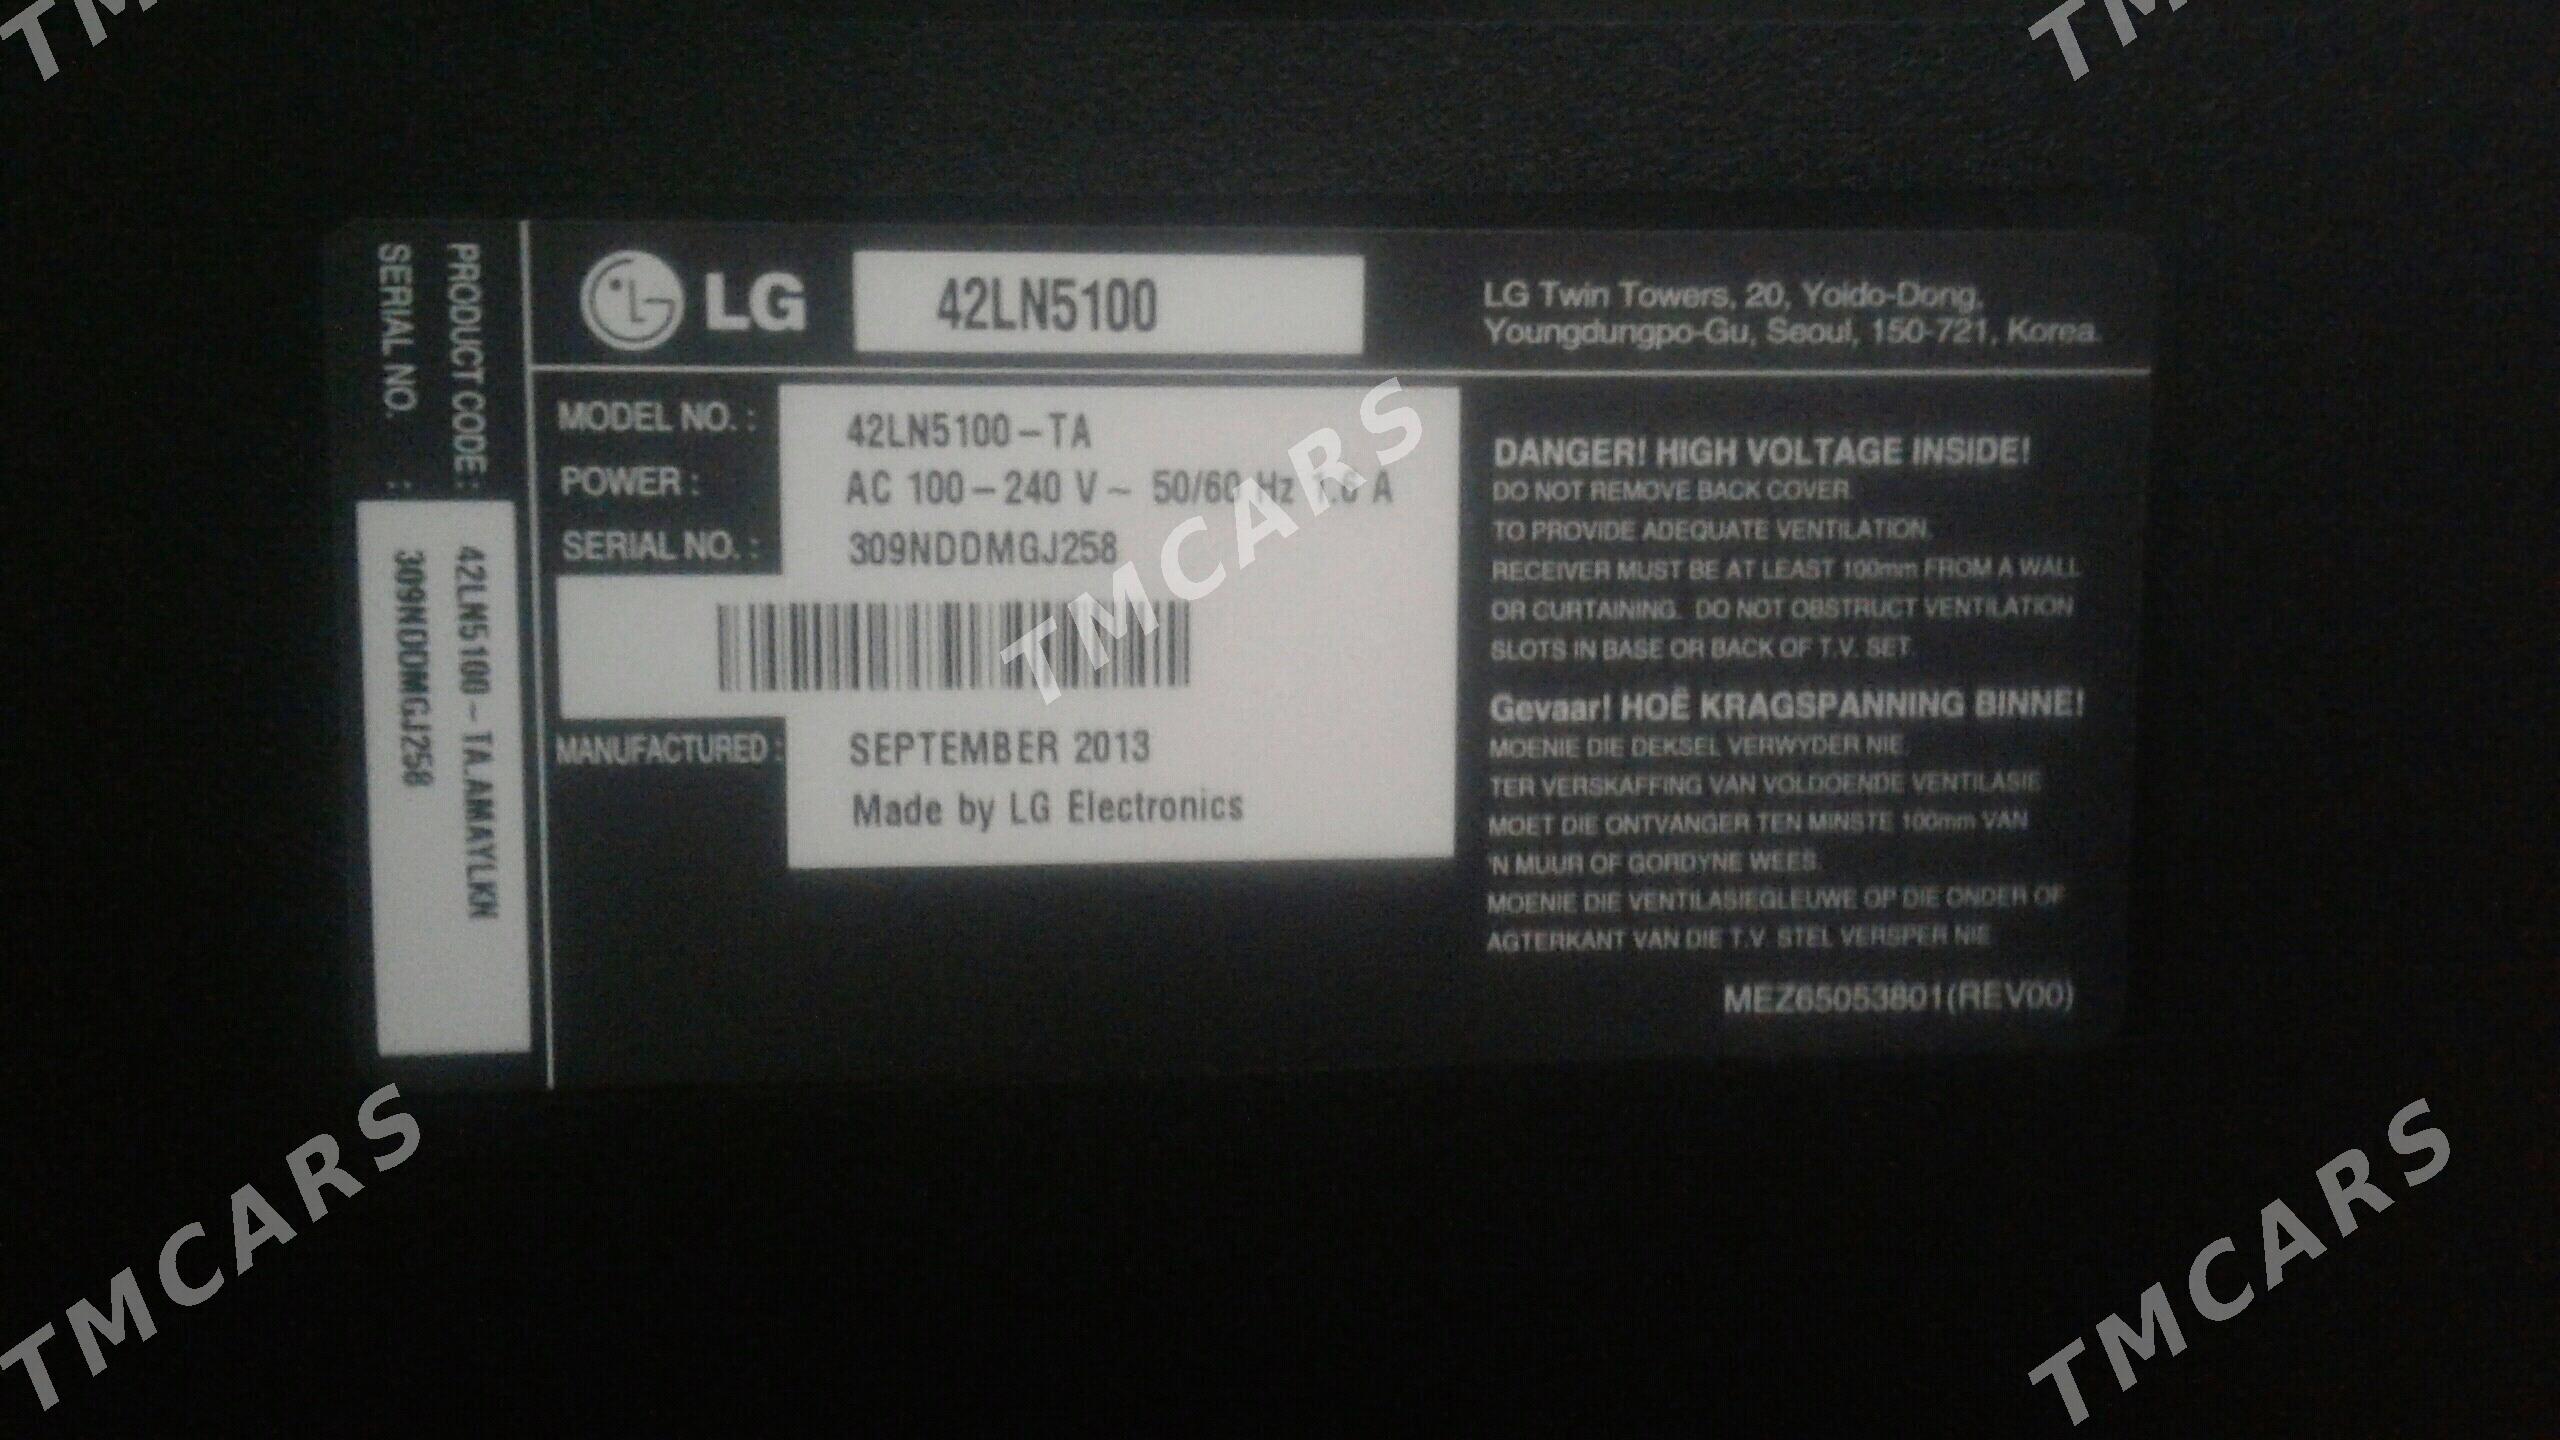 PRODUCT CODE : 42LN5100-TA.AMAYLKN
SERIAL NO. : 309NDDMGJ258
LG 42LN5100
LG Twin Towers, 20, Yoido-Dong,
Youngdungpo-Gu, Seoul, 150-721, Korea.
MODEL NO. : 42LN5100-TA
POWER : AC 100-240 V~ 50/60 Hz A
SERIAL NO. : 309NDDMGJ258
MANUFACTURED : SEPTEMBER 2013
Made by LG Electronics
DANGER! HIGH VOLTAGE INSIDE!
DO NOT REMOVE BACK COVER.
TO PROVIDE ADEQUATE VENTILATION,
RECEIVER MUST BE AT LEAST 100mm FROM A WALL
OR CURTAINING. DO NOT OBSTRUCT VENTILATION
SLOTS IN BASE OR BACK OF T.V. SET.
Gevaar! HOË KRAGSPANNING BINNE!
MOENIE DIE DEKSEL VERWYDER NIE.
TER VERSKAFFING VAN VOLDOENDE VENTILASIE
MOET DIE ONTVANGER TEN MINSTE 100mm VAN
'N MUUR OF GORDYNE WEES.
MOENIE DIE VENTILASIEGLEUWE OP DIE ONDER OF
AGTERKANT VAN DIE T.V. STEL VERSPER NIE
MEZ65053801(REV00)
TMCARS
TMCARS
TMCARS